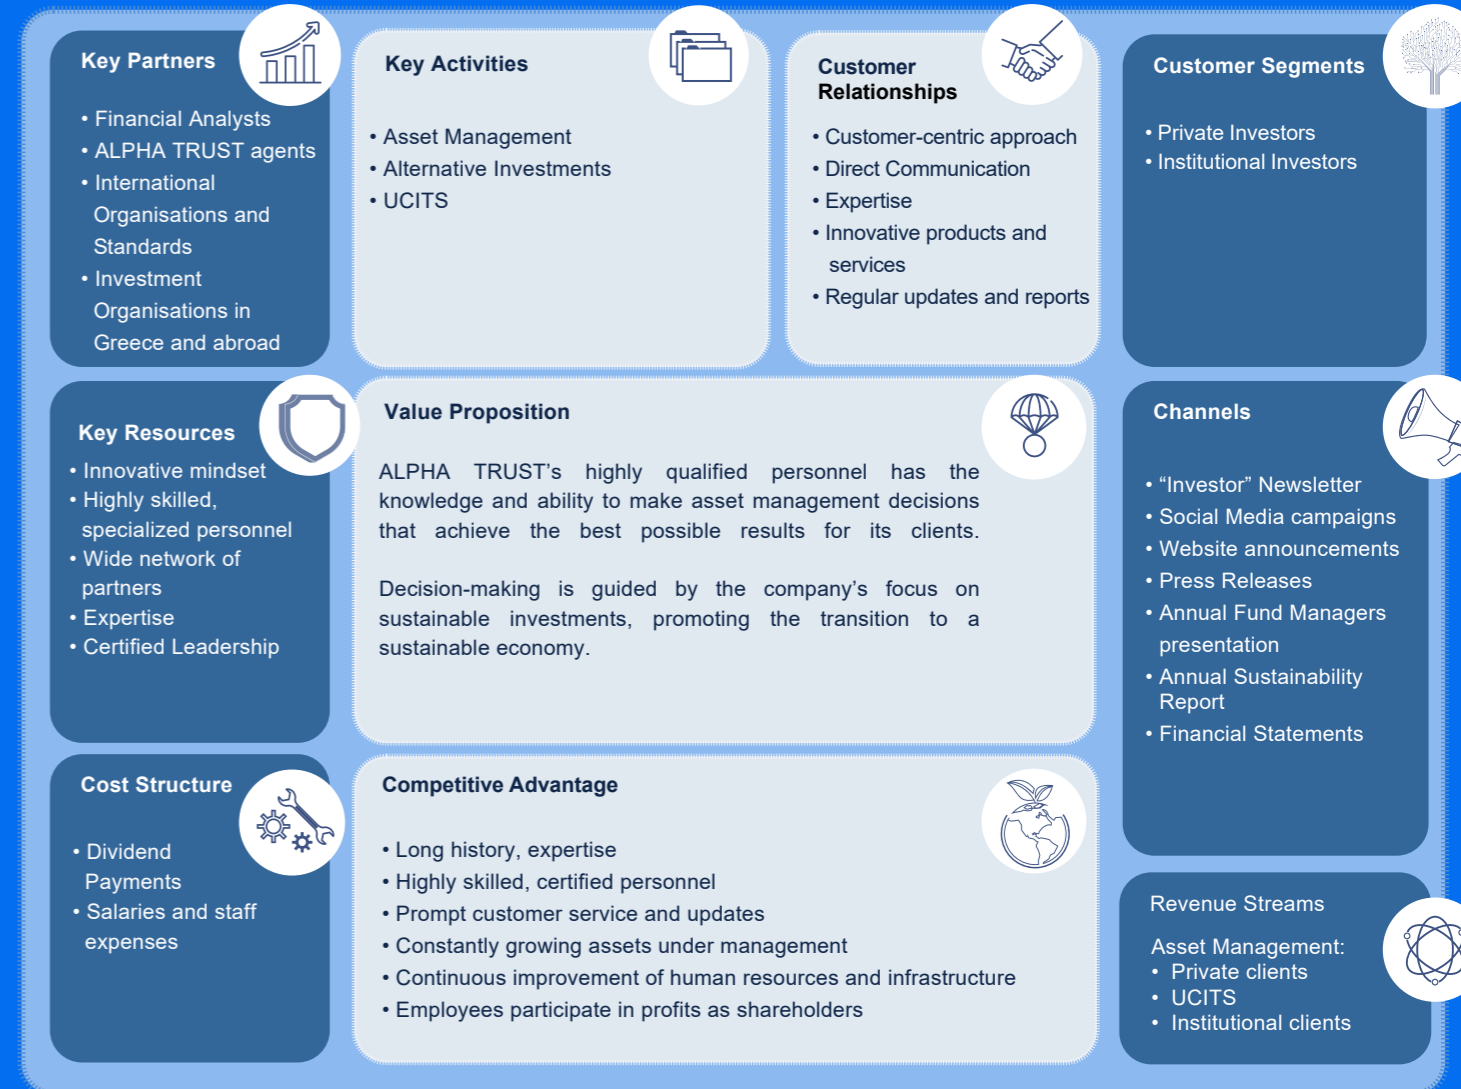 Key Partners
• Financial Analysts
• ALPHA TRUST agents
• International
Organisations and
Standards
• Investment
Organisations in
Greece and abroad
Key Activities
• Asset Management
• Alternative Investments
• UCITS
Customer
Relationships
• Customer-centric approach
• Direct Communication
• Expertise
• Innovative products and
services
• Regular updates and reports
Customer Segments
• Private Investors
• Institutional Investors
Key Resources
• Innovative mindset
• Highly skilled,
specialized personnel
• Wide network of
partners
• Expertise
• Certified Leadership
Value Proposition
ALPHA TRUST’s highly qualified personnel has the
knowledge and ability to make asset management decisions
that achieve the best possible results for its clients.
Decision-making is guided by the company’s focus on
sustainable investments, promoting the transition to a
sustainable economy.
Channels
• “Investor” Newsletter
• Social Media campaigns
• Website announcements
• Press Releases
• Annual Fund Managers
presentation
• Annual Sustainability
Report
• Financial Statements
Cost Structure
• Dividend
Payments
• Salaries and staff
expenses
Competitive Advantage
• Long history, expertise
• Highly skilled, certified personnel
• Prompt customer service and updates
• Constantly growing assets under management
• Continuous improvement of human resources and infrastructure
• Employees participate in profits as shareholders
Revenue Streams
Asset Management:
• Private clients
• UCITS
• Institutional clients